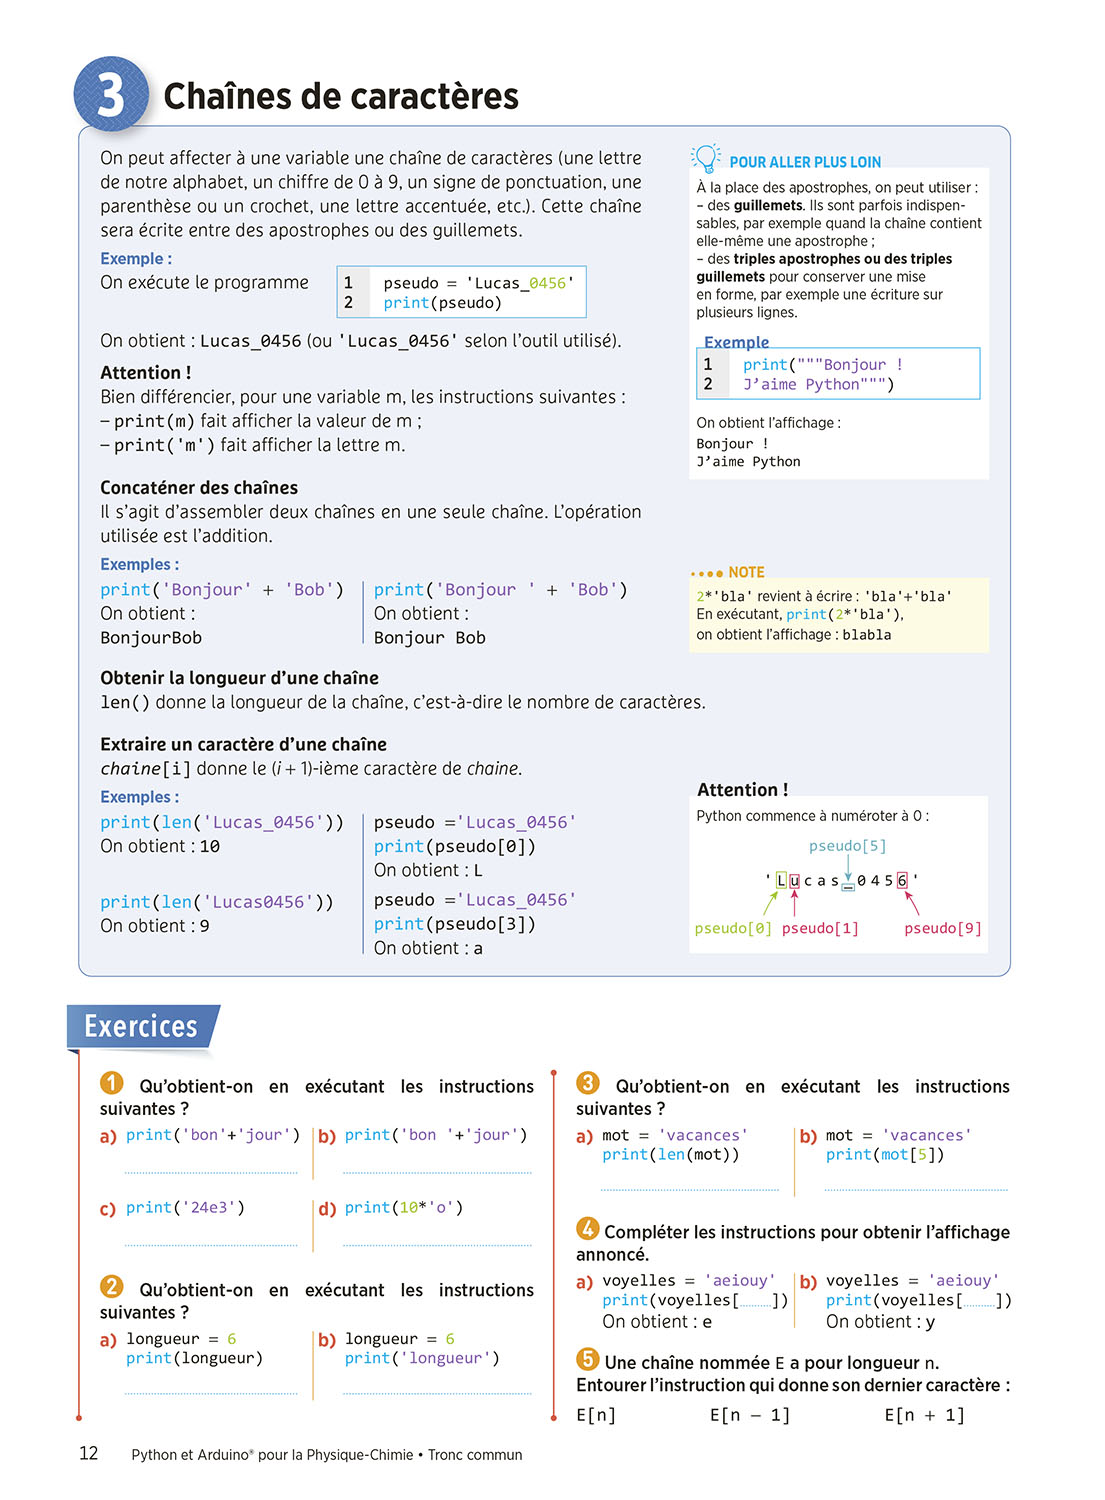 3 Chaînes de caractères
On peut affecter à une variable une chaîne de caractères (une lettre
de notre alphabet, un chiffre de 0 à 9, un signe de ponctuation, une
parenthèse ou un crochet, une lettre accentuée, etc.). Cette chaîne
sera écrite entre des apostrophes ou des guillemets.
Exemple :
On exécute le programme
1 pseudo = 'Lucas_0456'
2 print(pseudo)
On obtient : Lucas_0456 (ou 'Lucas_0456' selon l'outil utilisé).
Attention !
Bien différencier, pour une variable m, les instructions suivantes :
– print(m) fait afficher la valeur de m ;
– print('m') fait afficher la lettre m.
Concaténer des chaînes
Il s'agit d'assembler deux chaînes en une seule chaîne. L'opération
utilisée est l'addition.
Exemples :
print('Bonjour' + 'Bob')
On obtient :
BonjourBob
print('Bonjour ' + 'Bob')
On obtient :
Bonjour Bob
Obtenir la longueur d'une chaîne
len() donne la longueur de la chaîne, c'est-à-dire le nombre de caractères.
Extraire un caractère d'une chaîne
chaine[i] donne le (i + 1)-ième caractère de chaine.
Exemples :
print(len('Lucas_0456'))
On obtient : 10
print(len('Lucas0456'))
On obtient : 9
pseudo ='Lucas_0456'
print(pseudo[0])
On obtient : L
pseudo ='Lucas_0456'
print(pseudo[3])
On obtient : a
POUR ALLER PLUS LOIN
À la place des apostrophes, on peut utiliser :
– des guillemets. Ils sont parfois indispen-
sables, par exemple quand la chaîne contient
elle-même une apostrophe ;
– des triples apostrophes ou des triples
guillemets pour conserver une mise
en forme, par exemple une écriture sur
plusieurs lignes.
Exemple
1 print("""Bonjour !
2 J'aime Python""")
On obtient l'affichage :
Bonjour !
J'aime Python
NOTE
2*'bla' revient à écrire : 'bla'+'bla'
En exécutant, print(2*'bla'),
on obtient l'affichage : blabla
Attention !
Python commence à numéroter à 0 :
pseudo[5]
'Lucas_0456'
pseudo[0] pseudo[1] pseudo[9]
Exercices
1 Qu'obtient-on en exécutant les instructions
suivantes ?
a) print('bon'+'jour')
b) print('bon '+'jour')
c) print('24e3')
d) print(10*'o')
2 Qu'obtient-on en exécutant les instructions
suivantes ?
a) longueur = 6
print(longueur)
b) longueur = 6
print('longueur')
3 Qu'obtient-on en exécutant les instructions
suivantes ?
a) mot = 'vacances'
print(len(mot))
b) mot = 'vacances'
print(mot[5])
4 Compléter les instructions pour obtenir l'affichage
annoncé.
a) voyelles = 'aeiouy'
print(voyelles[..........])
On obtient : e
b) voyelles = 'aeiouy'
print(voyelles[..........])
On obtient : y
5 Une chaîne nommée E a pour longueur n.
Entourer l'instruction qui donne son dernier caractère :
E[n] E[n – 1] E[n + 1]
12 Python et Arduino® pour la Physique-Chimie • Tronc commun